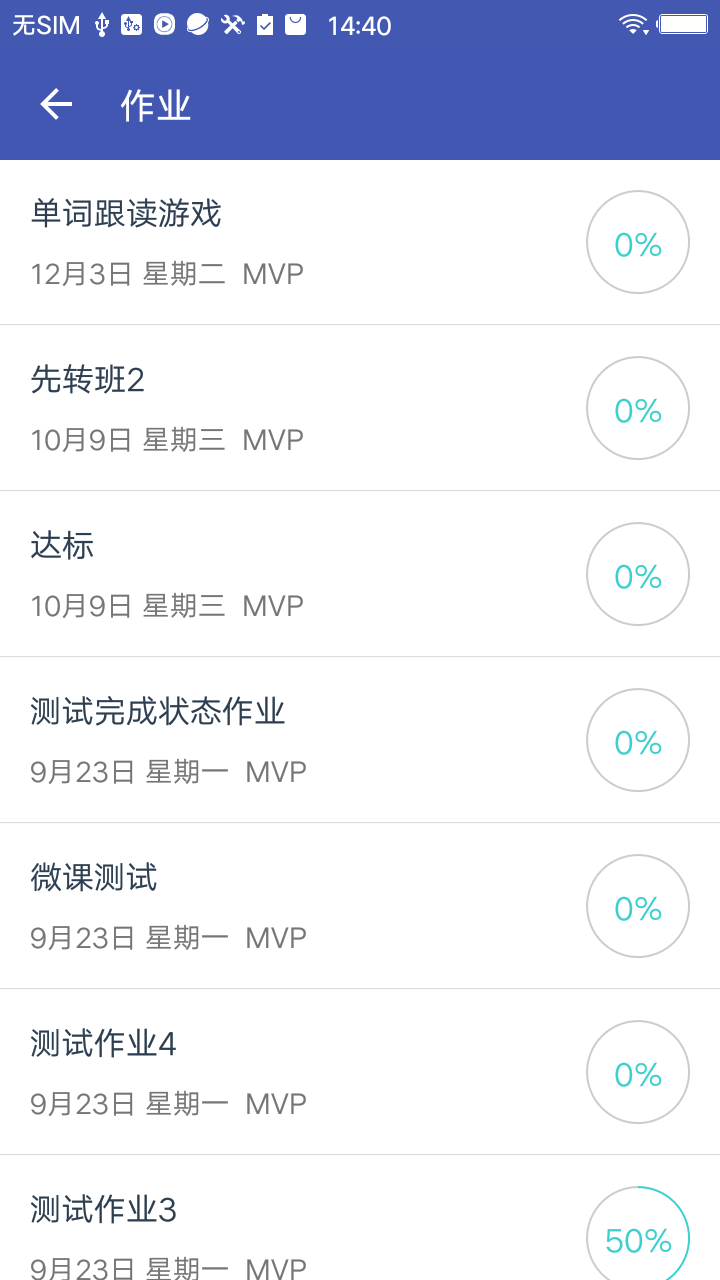 无SIM 14:40
作业
单词跟读游戏
12月3日 星期二 MVP
0%
先转班2
10月9日 星期三 MVP
0%
达标
10月9日 星期三 MVP
0%
测试完成状态作业
9月23日 星期一 MVP
0%
微课测试
9月23日 星期一 MVP
0%
测试作业4
9月23日 星期一 MVP
0%
测试作业3
9月23日 星期一 MVP
50%